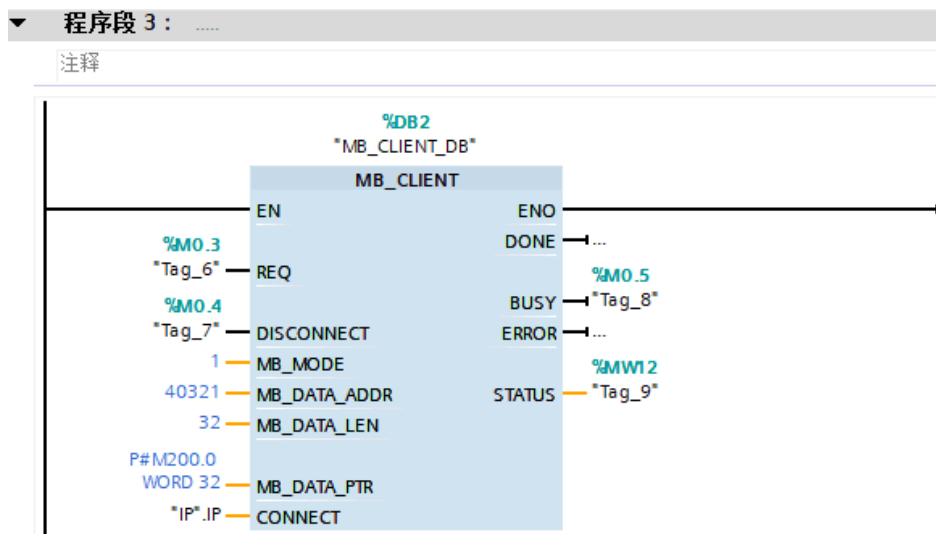 程序段 3： .....
注释
%DB2
"MB_CLIENT_DB"
MB_CLIENT
EN ENO
DONE ...
%M0.3
"Tag_6" REQ
%M0.5
BUSY "Tag_8"
%M0.4
"Tag_7" DISCONNECT
ERROR ...
1 MB_MODE
%MW12
40321 MB_DATA_ADDR STATUS "Tag_9"
32 MB_DATA_LEN
P#M200.0
WORD 32 MB_DATA_PTR
"IP".IP CONNECT